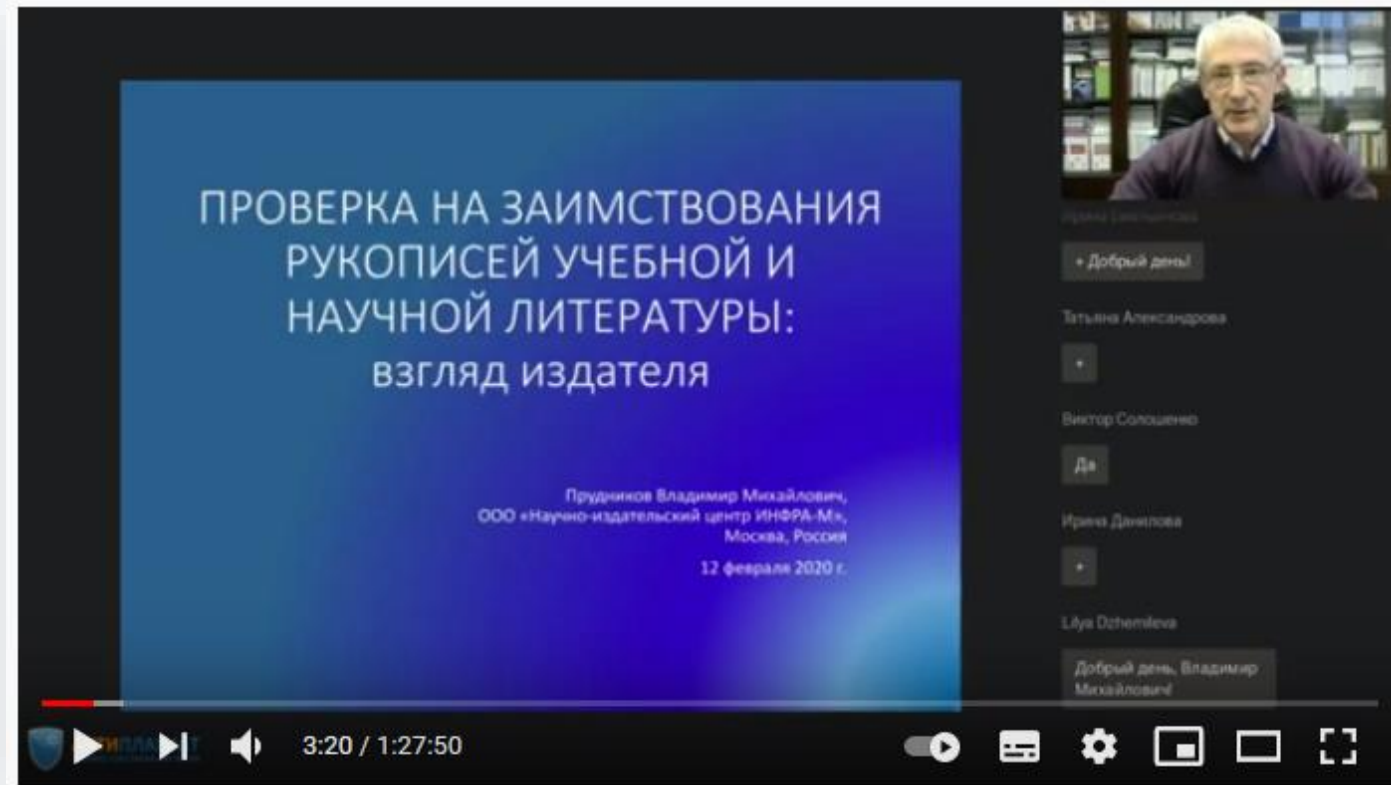 ПРОВЕРКА НА ЗАИМСТВОВАНИЯ
РУКОПИСЕЙ УЧЕБНОЙ И
НАУЧНОЙ ЛИТЕРАТУРЫ:
взгляд издателя
Прудников Владимир Михайлович,
ООО «Научно-издательский центр ИНФРА-М»,
Москва, Россия
12 февраля 2020 г.
+ Добрый день!
Татьяна Александрова
+
Виктор Солошенко
Да
Ирина Данилова
+
Lilya Dzhemileva
Добрый день, Владимир
Михайлович!
3:20 / 1:27:50